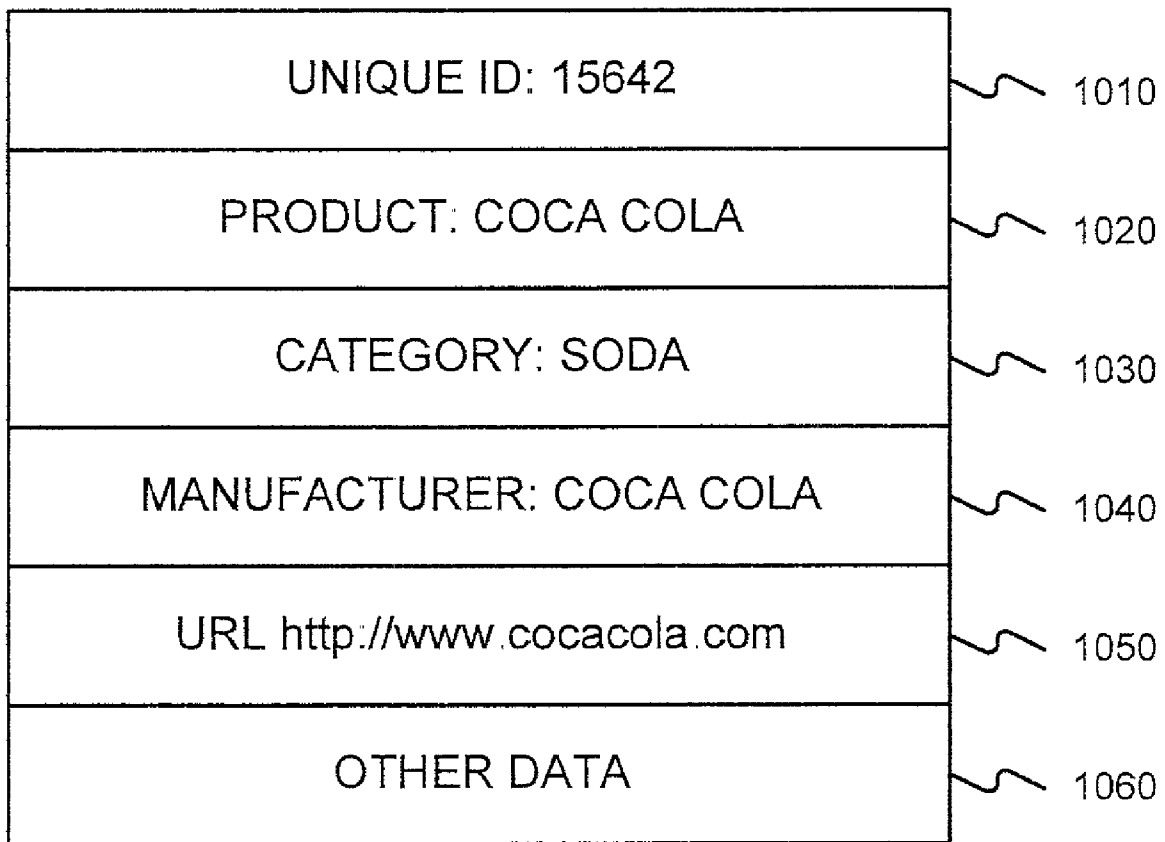 UNIQUE ID: 15642 1010
PRODUCT: COCA COLA 1020
CATEGORY: SODA 1030
MANUFACTURER: COCA COLA 1040
URL http://www.cocacola.com 1050
OTHER DATA 1060